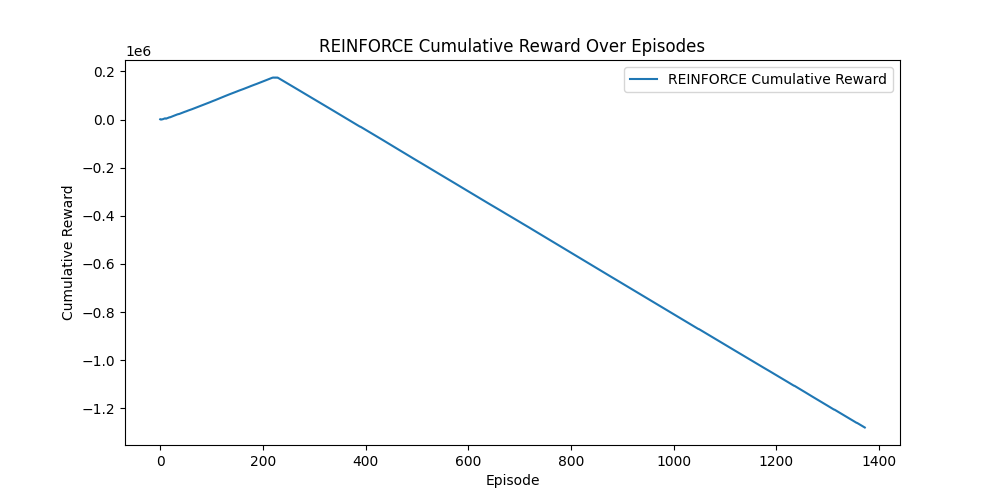 REINFORCE Cumulative Reward Over Episodes
1e6
REINFORCE Cumulative Reward
0.2
0.0
−0.2
−0.4
−0.6
−0.8
−1.0
−1.2
Cumulative Reward
0 200 400 600 800 1000 1200 1400
Episode